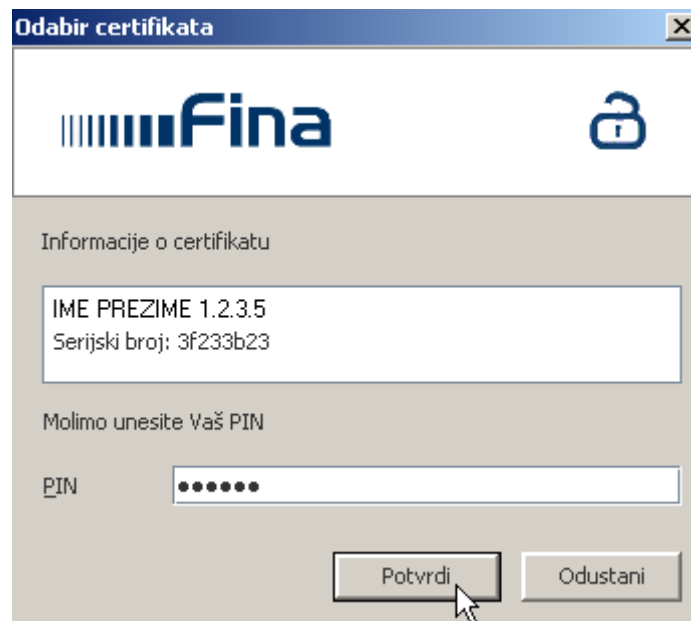 Odabir certifikata
Fina
Informacije o certifikatu
IME PREZIME 1.2.3.5
Serijski broj: 3f233b23
Molimo unesite Vaš PIN
PIN ●●●●●●
Potvrdi Odustani